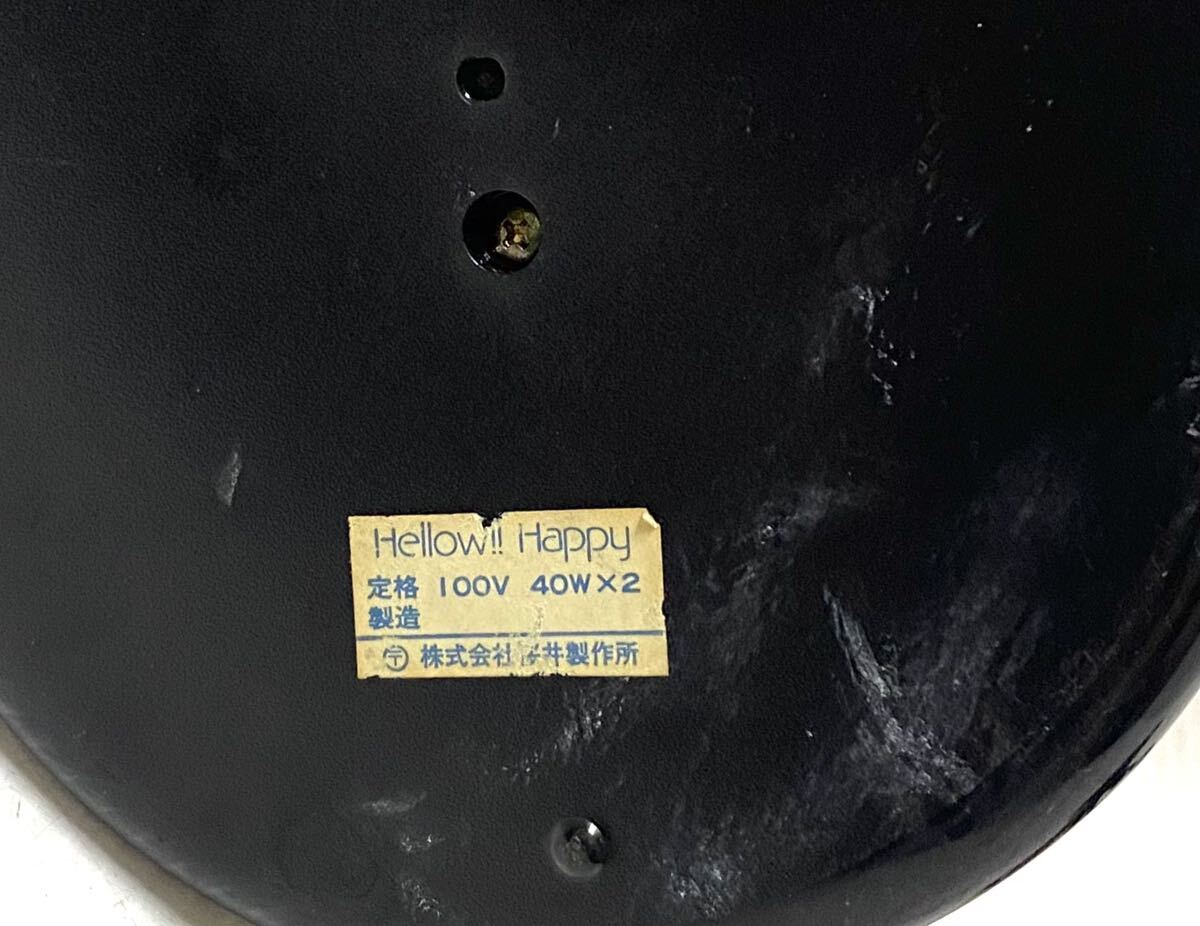 Hellow!! Happy
定格 100V 40W×2
製造
〒 株式会社 井製作所